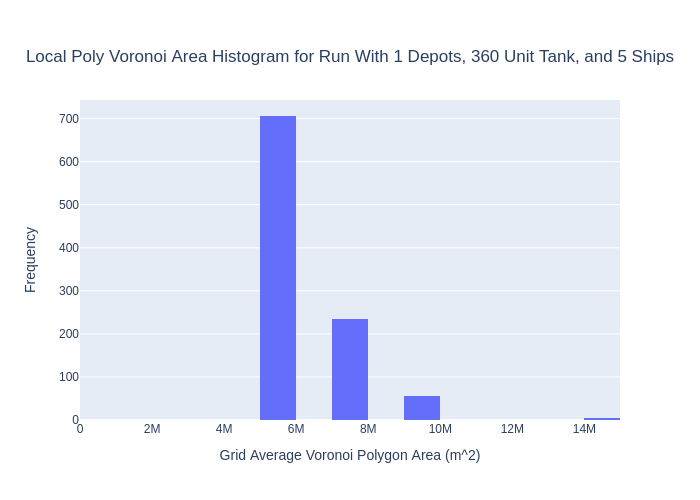 Local Poly Voronoi Area Histogram for Run With 1 Depots, 360 Unit Tank, and 5 Ships
700
600
500
400
300
200
100
0
Frequency
0 2M 4M 6M 8M 10M 12M 14M
Grid Average Voronoi Polygon Area (m^2)